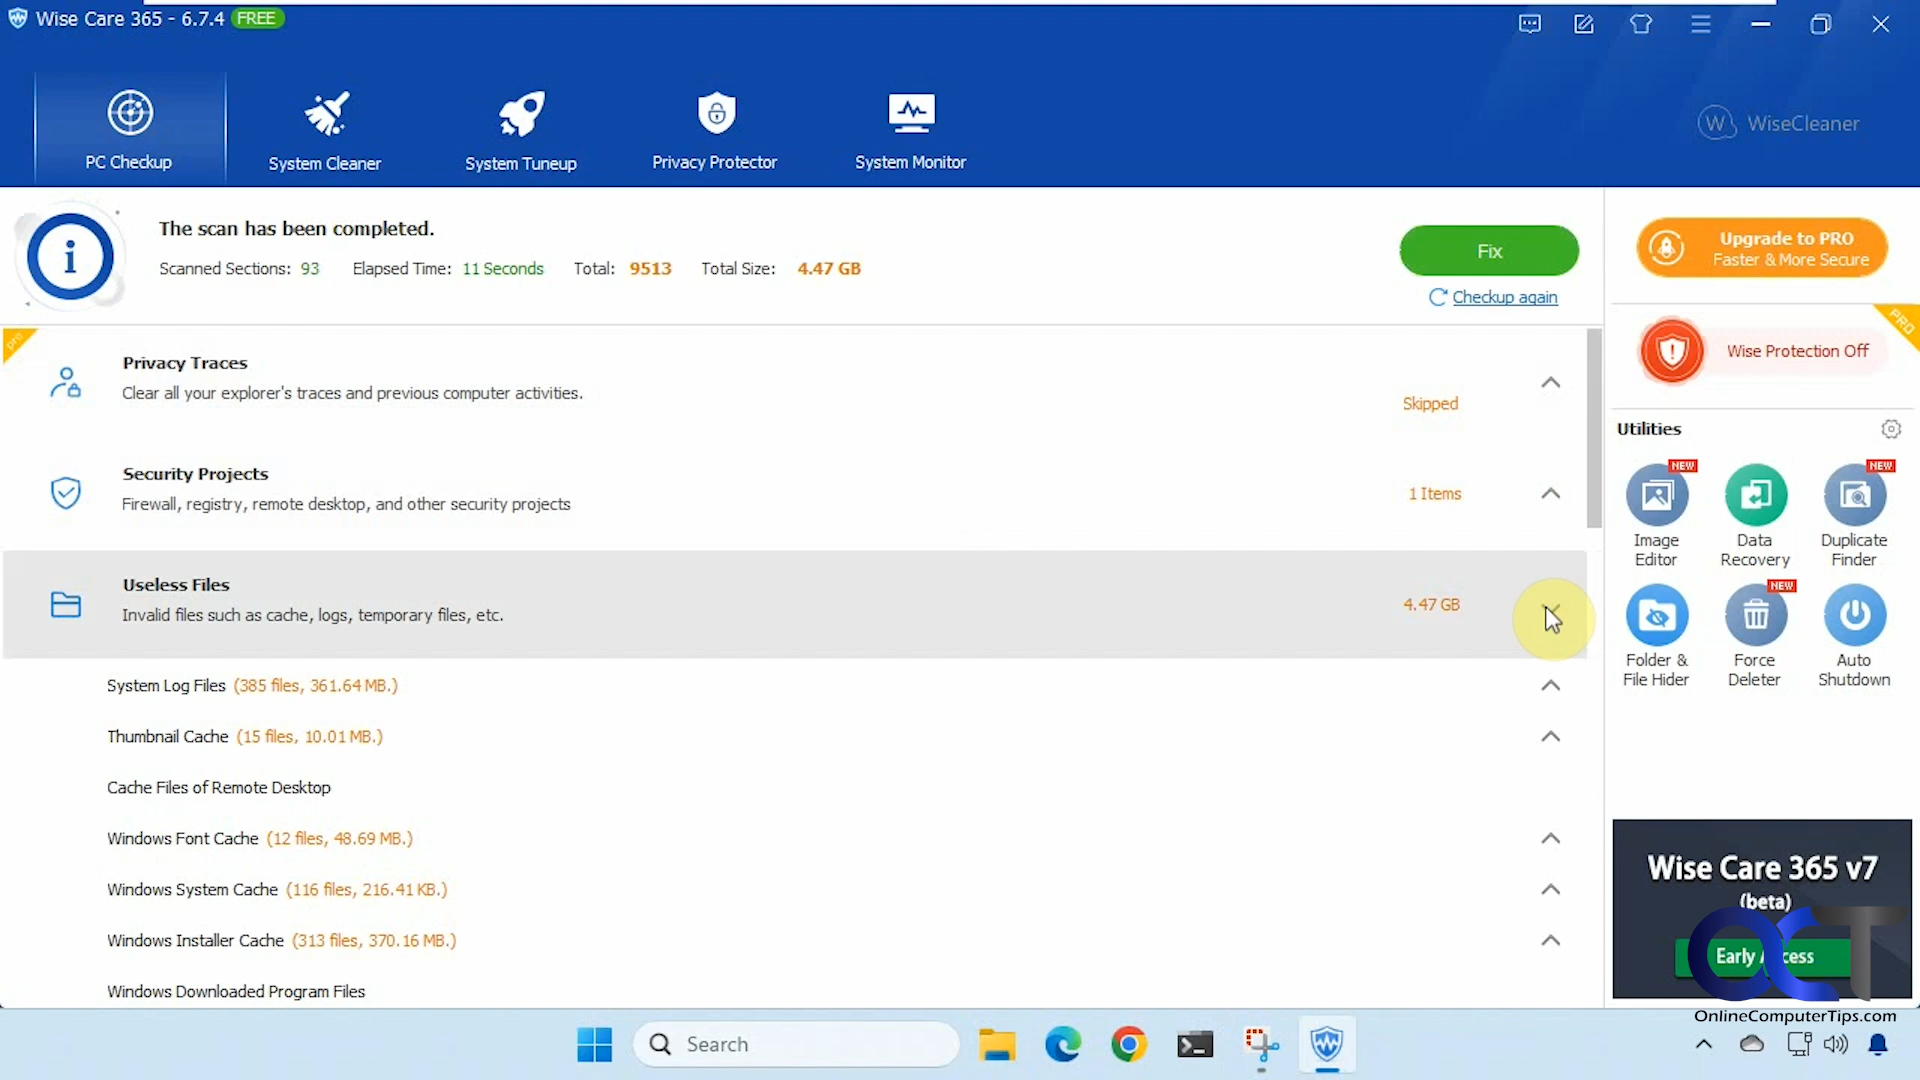 Wise Care 365 - 6.7.4 FREE
PC Checkup
System Cleaner
System Tuneup
Privacy Protector
System Monitor
WiseCleaner
The scan has been completed.
Scanned Sections: 93 Elapsed Time: 11 Seconds Total: 9513 Total Size: 4.47 GB
Fix
Checkup again
Upgrade to PRO
Faster & More Secure
PRO
Wise Protection Off
pro
Privacy Traces
Clear all your explorer's traces and previous computer activities.
Skipped
Security Projects
Firewall, registry, remote desktop, and other security projects
1 Items
Useless Files
Invalid files such as cache, logs, temporary files, etc.
4.47 GB
System Log Files (385 files, 361.64 MB.)
Thumbnail Cache (15 files, 10.01 MB.)
Cache Files of Remote Desktop
Windows Font Cache (12 files, 48.69 MB.)
Windows System Cache (116 files, 216.41 KB.)
Windows Installer Cache (313 files, 370.16 MB.)
Windows Downloaded Program Files
Utilities
NEW
Image
Editor
Data
Recovery
NEW
Duplicate
Finder
Folder &
File Hider
NEW
Force
Deleter
Auto
Shutdown
Wise Care 365 v7
(beta)
Early
OCT
OnlineComputerTips.com
Search